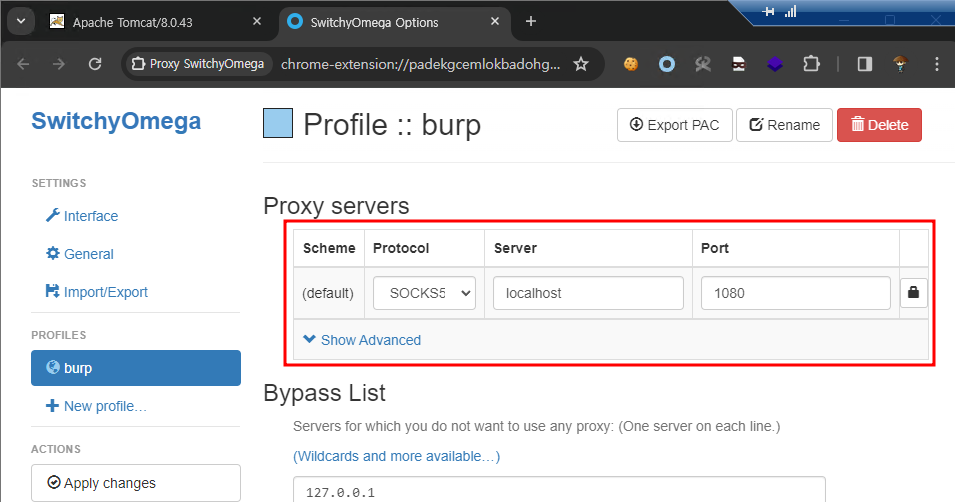 Apache Tomcat/8.0.43
SwitchyOmega Options
Proxy SwitchyOmega
chrome-extension://padekgcemlokbadohg...
SwitchyOmega
Profile :: burp
Export PAC
Rename
Delete
SETTINGS
Interface
General
Import/Export
PROFILES
burp
New profile...
ACTIONS
Apply changes
Proxy servers
Scheme Protocol Server Port
(default) SOCKS5 localhost 1080
Show Advanced
Bypass List
Servers for which you do not want to use any proxy: (One server on each line.)
(Wildcards and more available...)
127.0.0.1